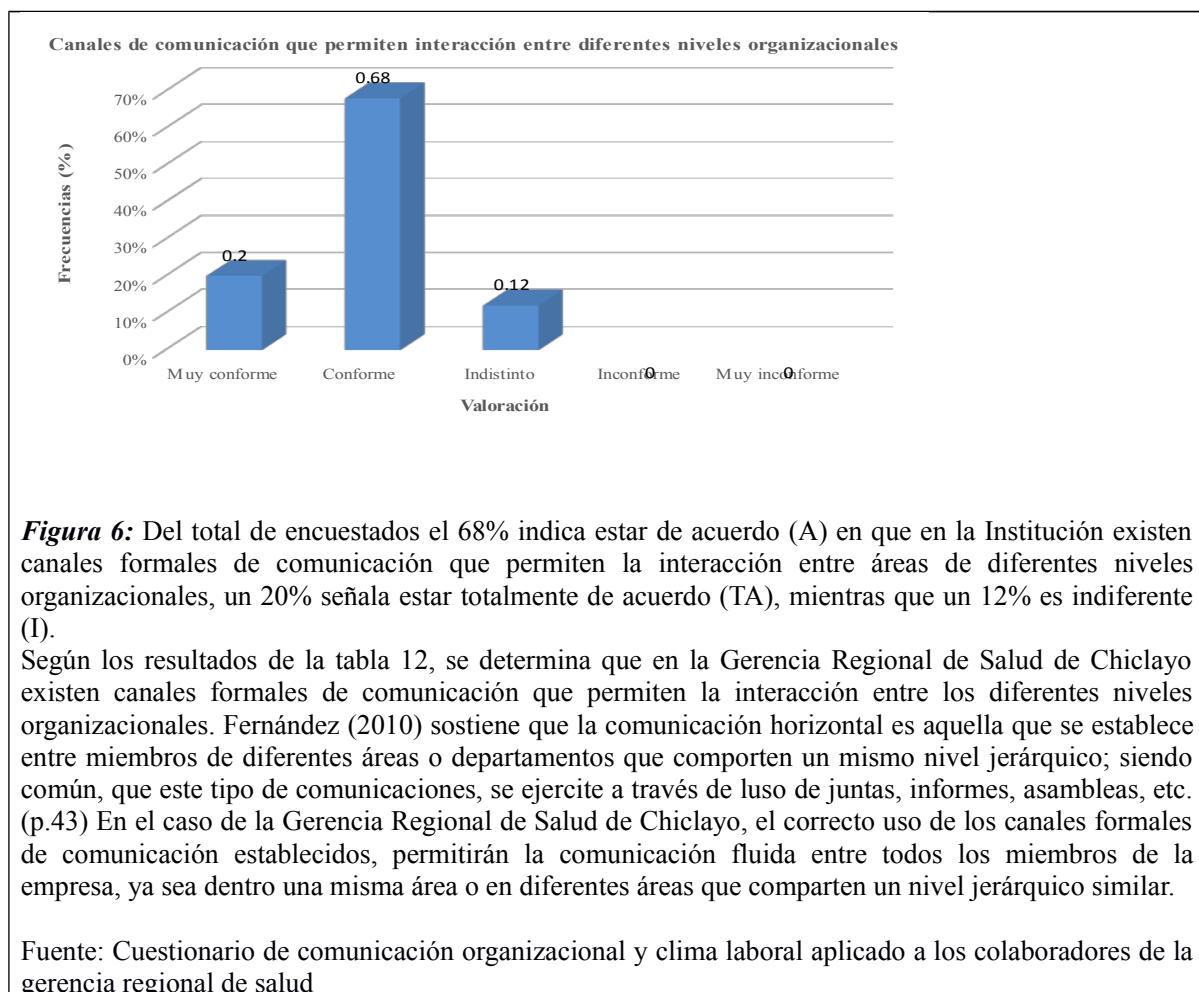 Canales de comunicación que permiten interacción entre diferentes niveles organizacionales
0.68
70%
60%
50%
40%
30%
0.2
20%
0.12
10%
0%
Frecuencias (%)
Muy conforme Conforme Indistinto Inconforme Muy inconforme
0 0
Valoración
Figura 6: Del total de encuestados el 68% indica estar de acuerdo (A) en que en la Institución existen
canales formales de comunicación que permiten la interacción entre áreas de diferentes niveles
organizacionales, un 20% señala estar totalmente de acuerdo (TA), mientras que un 12% es indiferente
(I).
Según los resultados de la tabla 12, se determina que en la Gerencia Regional de Salud de Chiclayo
existen canales formales de comunicación que permiten la interacción entre los diferentes niveles
organizacionales. Fernández (2010) sostiene que la comunicación horizontal es aquella que se establece
entre miembros de diferentes áreas o departamentos que comporten un mismo nivel jerárquico; siendo
común, que este tipo de comunicaciones, se ejercite a través de luso de juntas, informes, asambleas, etc.
(p.43) En el caso de la Gerencia Regional de Salud de Chiclayo, el correcto uso de los canales formales
de comunicación establecidos, permitirán la comunicación fluida entre todos los miembros de la
empresa, ya sea dentro una misma área o en diferentes áreas que comparten un nivel jerárquico similar.
Fuente: Cuestionario de comunicación organizacional y clima laboral aplicado a los colaboradores de la
gerencia regional de salud